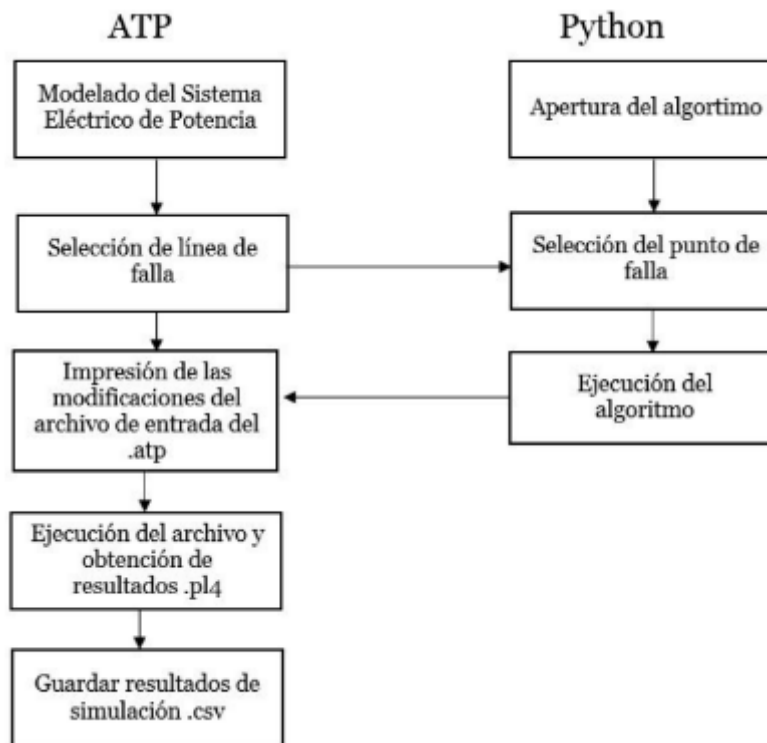 ATP
Modelado del Sistema
Eléctrico de Potencia
Selección de línea de
falla
Impresión de las
modificaciones del
archivo de entrada del
.atp
Ejecución del archivo y
obtención de
resultados .pl4
Guardar resultados de
simulación .csv
Python
Apertura del algortimo
Selección del punto de
falla
Ejecución del
algoritmo